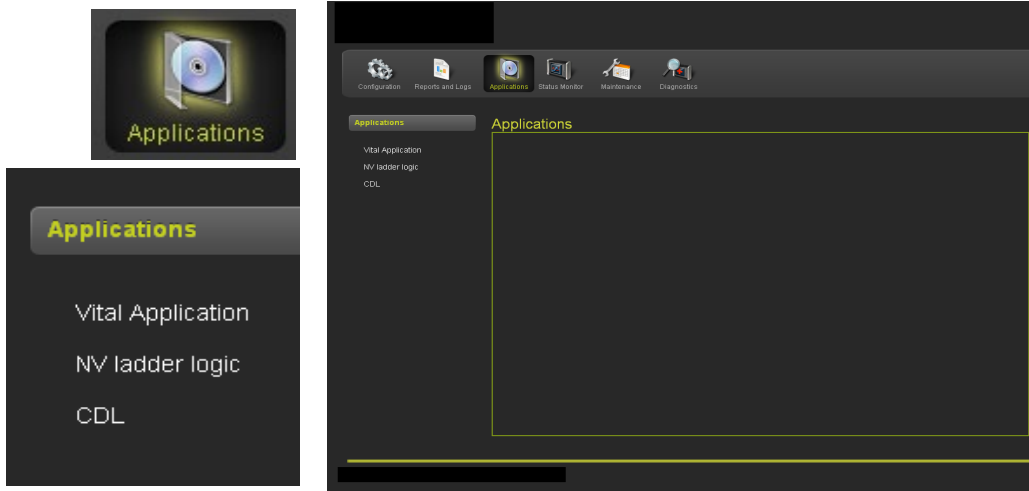 Applications
Applications
Vital Application
NV ladder logic
CDL
Configuration Reports and Logs Applications Status Monitor Maintenance Diagnostics
Applications
Applications
Vital Application
NV ladder logic
CDL